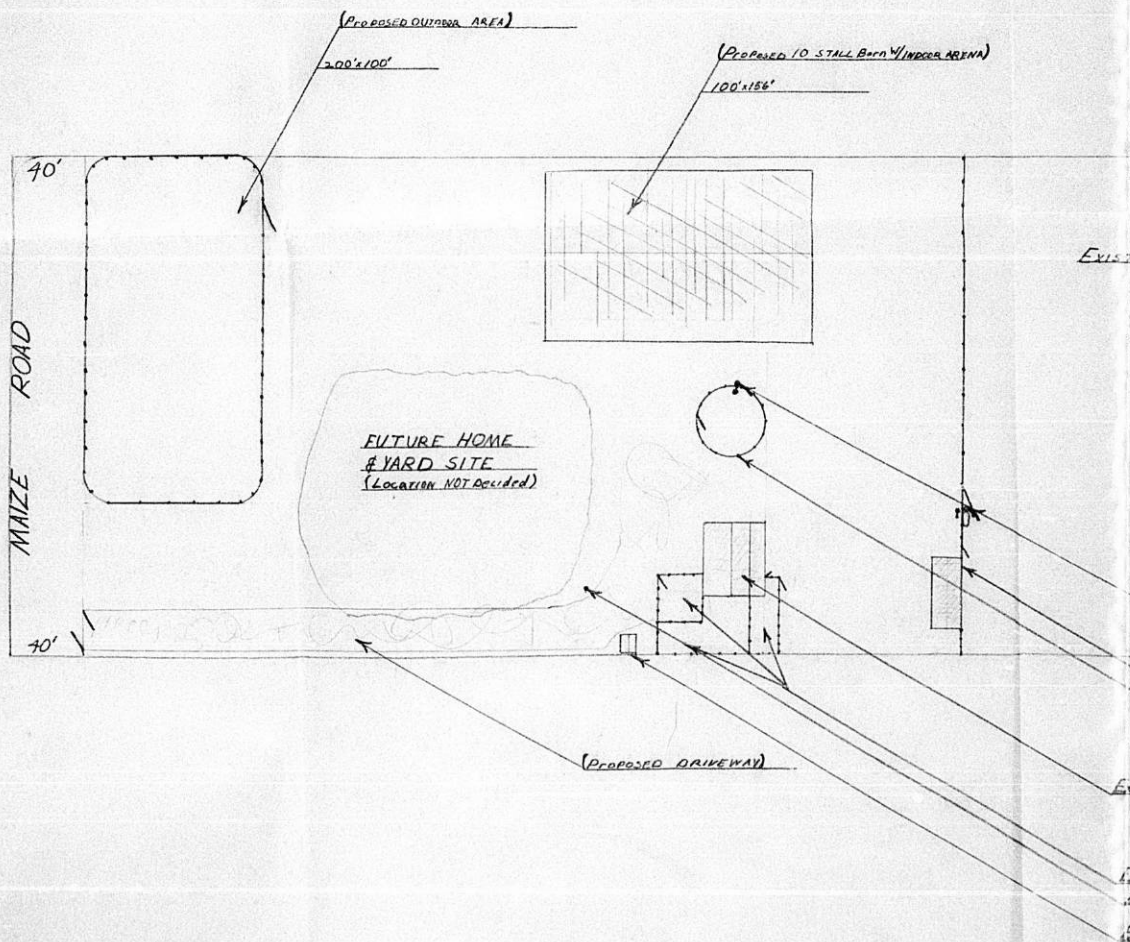 (PROPOSED OUTDOOR AREA)
200'x100'
(PROPOSED 10 STALL Barn W/INDOOR ARENA)
100'x156'
40'
MAIZE ROAD
EXIST
FUTURE HOME
& YARD SITE
(LOCATION NOT DECIDED)
40'
(PROPOSED DRIVEWAY)